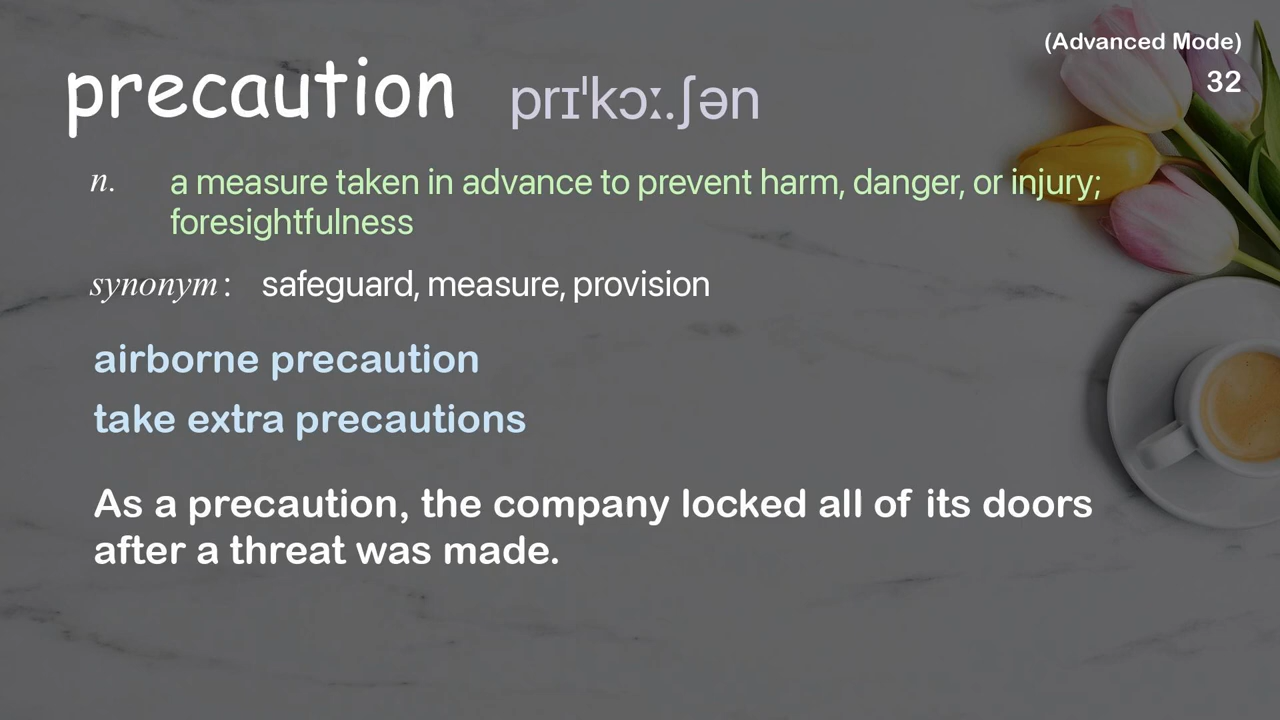 (Advanced Mode)
32
precaution prɪˈkɔː.ʃən
n. a measure taken in advance to prevent harm, danger, or injury;
foresightfulness
synonym: safeguard, measure, provision
airborne precaution
take extra precautions
As a precaution, the company locked all of its doors
after a threat was made.